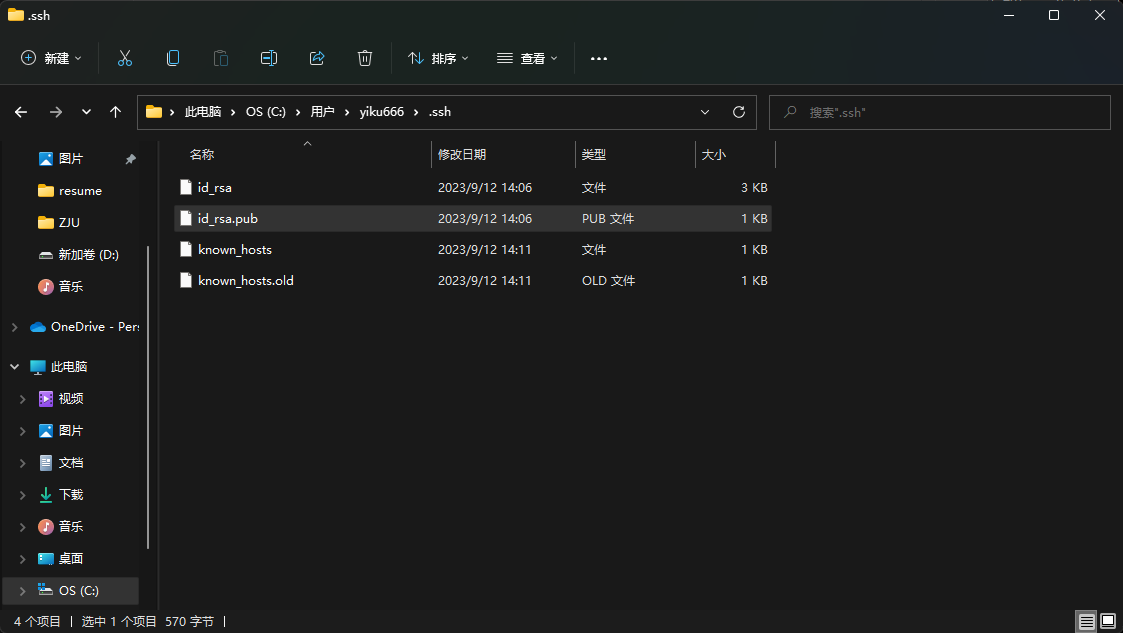 .ssh
新建 排序 查看
此电脑 OS (C:) 用户 yiku666 .ssh 搜索".ssh"
图片
resume
ZJU
新加卷 (D:)
音乐
OneDrive - Pers
此电脑
视频
图片
文档
下载
音乐
桌面
OS (C:)
名称 修改日期 类型 大小
id_rsa 2023/9/12 14:06 文件 3 KB
id_rsa.pub 2023/9/12 14:06 PUB 文件 1 KB
known_hosts 2023/9/12 14:11 文件 1 KB
known_hosts.old 2023/9/12 14:11 OLD 文件 1 KB
4 个项目 选中 1 个项目 570 字节